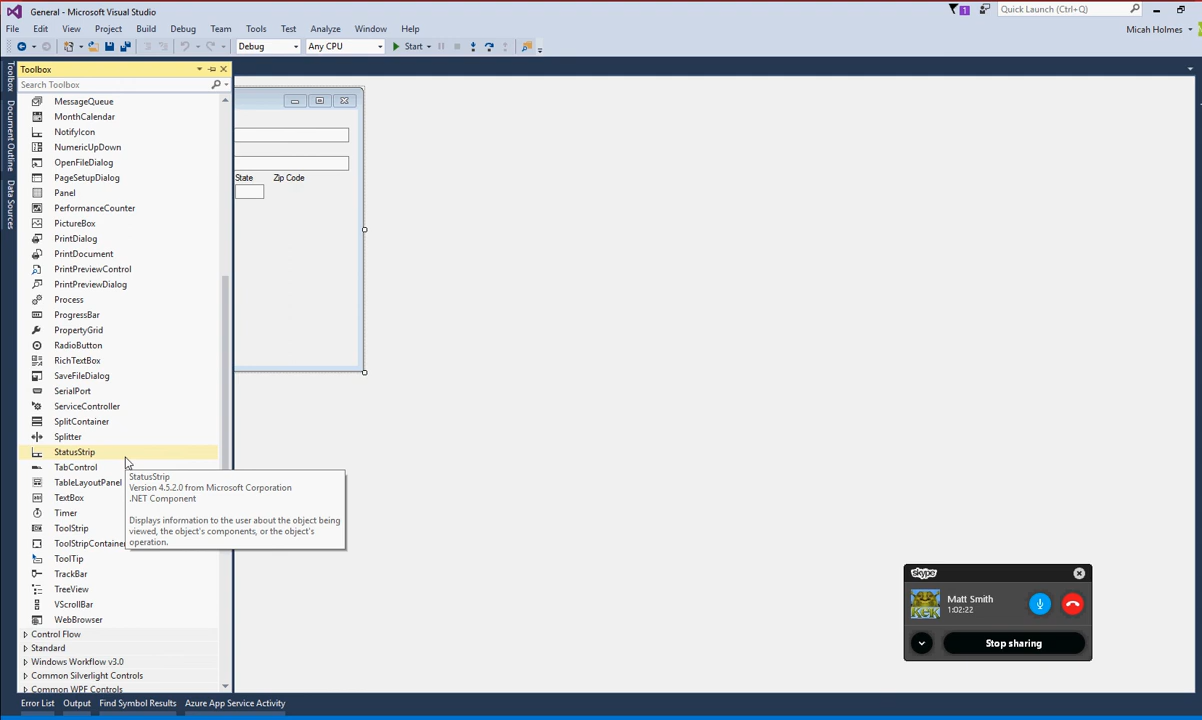 General - Microsoft Visual Studio
1
Quick Launch (Ctrl+Q)
File Edit View Project Build Debug Team Tools Test Analyze Window Help
Micah Holmes
Debug Any CPU Start
Toolbox
Document Outline
Data Sources
Toolbox
Search Toolbox
MessageQueue
MonthCalendar
NotifyIcon
NumericUpDown
OpenFileDialog
PageSetupDialog
Panel
PerformanceCounter
PictureBox
PrintDialog
PrintDocument
PrintPreviewControl
PrintPreviewDialog
Process
ProgressBar
PropertyGrid
RadioButton
RichTextBox
SaveFileDialog
SerialPort
ServiceController
SplitContainer
Splitter
StatusStrip
TabControl
TableLayoutPanel
TextBox
Timer
ToolStrip
ToolStripContainer
ToolTip
TrackBar
TreeView
VScrollBar
WebBrowser
Control Flow
Standard
Windows Workflow v3.0
Common Silverlight Controls
Common WPF Controls
State Zip Code
StatusStrip
Version 4.5.2.0 from Microsoft Corporation
.NET Component
Displays information to the user about the object being
viewed, the object's components, or the object's
operation.
skype
KEK
Matt Smith
1:02:22
Stop sharing
Error List Output Find Symbol Results Azure App Service Activity